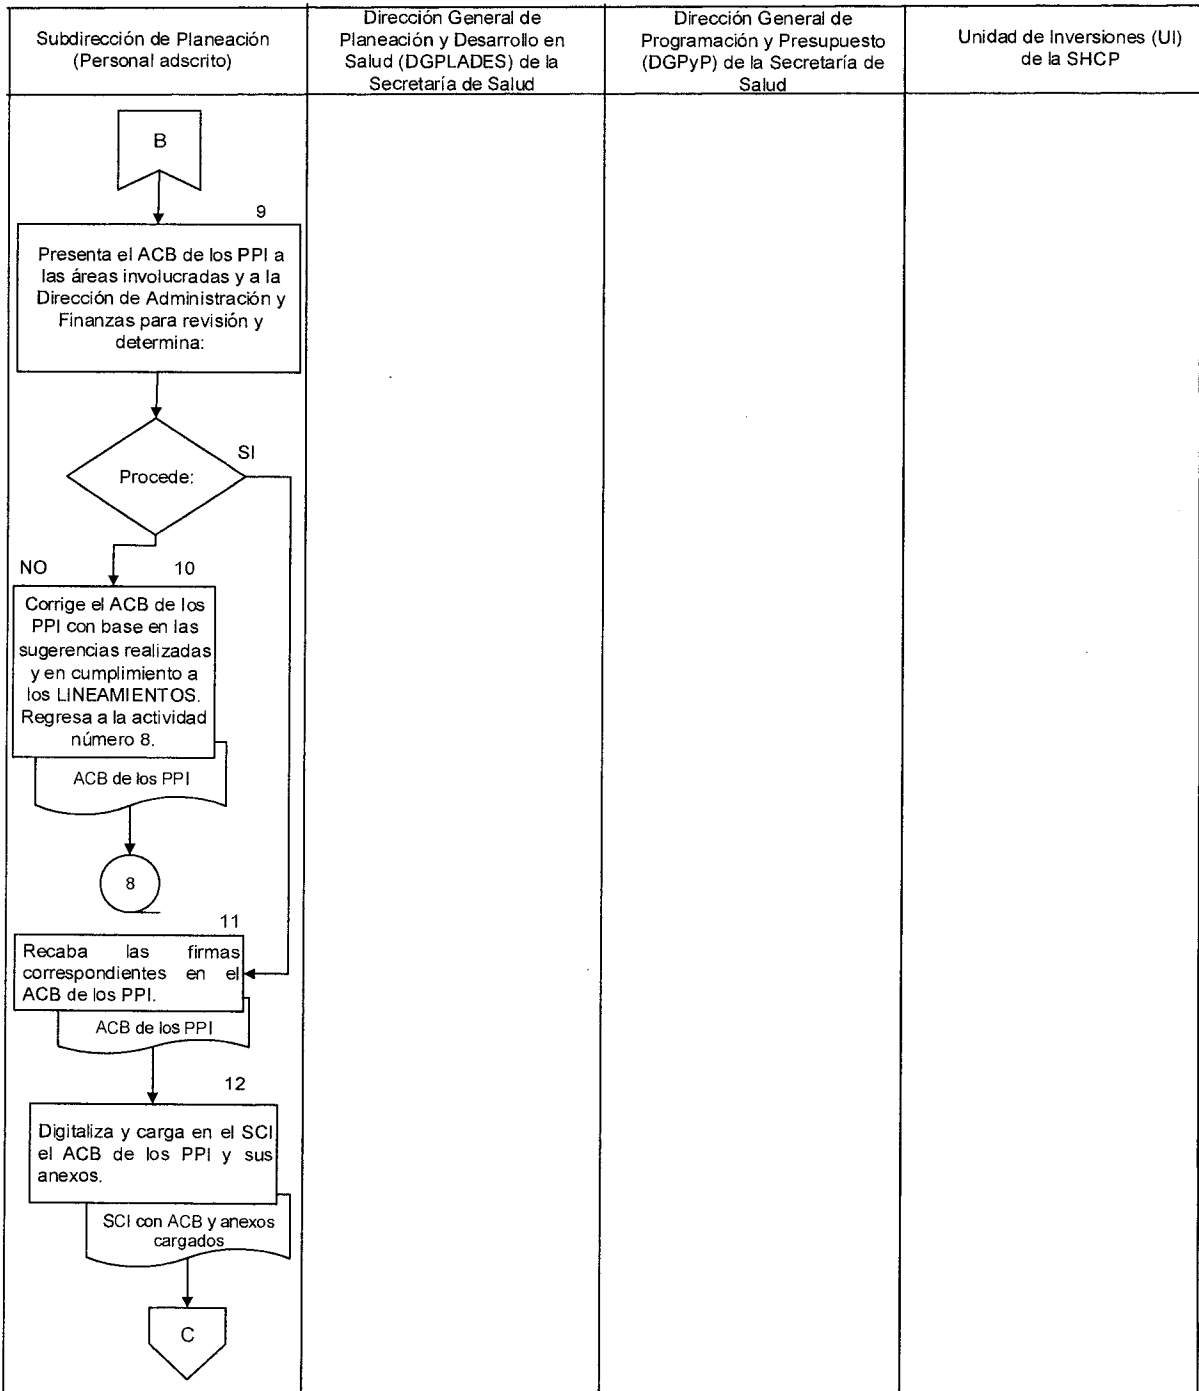 Subdirección de Planeación
(Personal adscrito)
Dirección General de
Planeación y Desarrollo en
Salud (DGPLADES) de la
Secretaría de Salud
Dirección General de
Programación y Presupuesto
(DGPyP) de la Secretaría de
Salud
Unidad de Inversiones (UI)
de la SHCP
B
9
Presenta el ACB de los PPI a
las áreas involucradas y a la
Dirección de Administración y
Finanzas para revisión y
determina:
SI
Procede:
NO
10
Corrige el ACB de los
PPI con base en las
sugerencias realizadas
y en cumplimiento a
los LINEAMIENTOS.
Regresa a la actividad
número 8.
ACB de los PPI
8
11
Recaba las firmas
correspondientes en el
ACB de los PPI.
ACB de los PPI
12
Digitaliza y carga en el SCI
el ACB de los PPI y sus
anexos.
SCI con ACB y anexos
cargados
C